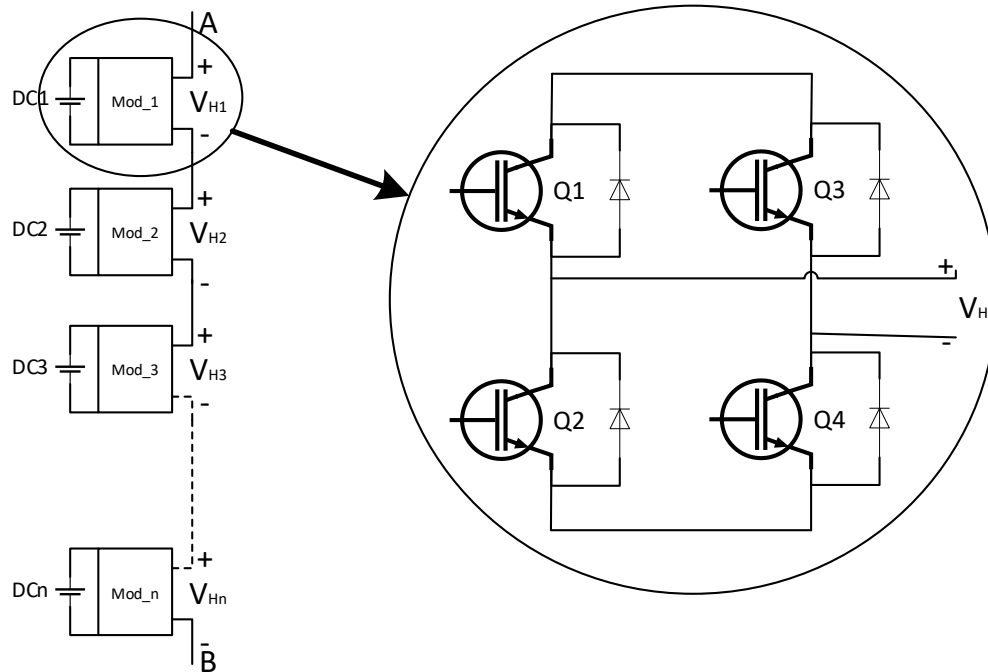 A
DC1
Mod_1
+
VH1
-
DC2
Mod_2
+
VH2
-
DC3
Mod_3
+
VH3
-
DCn
Mod_n
+
VHn
-
B
Q1
Q3
Q2
Q4
+
VH
-